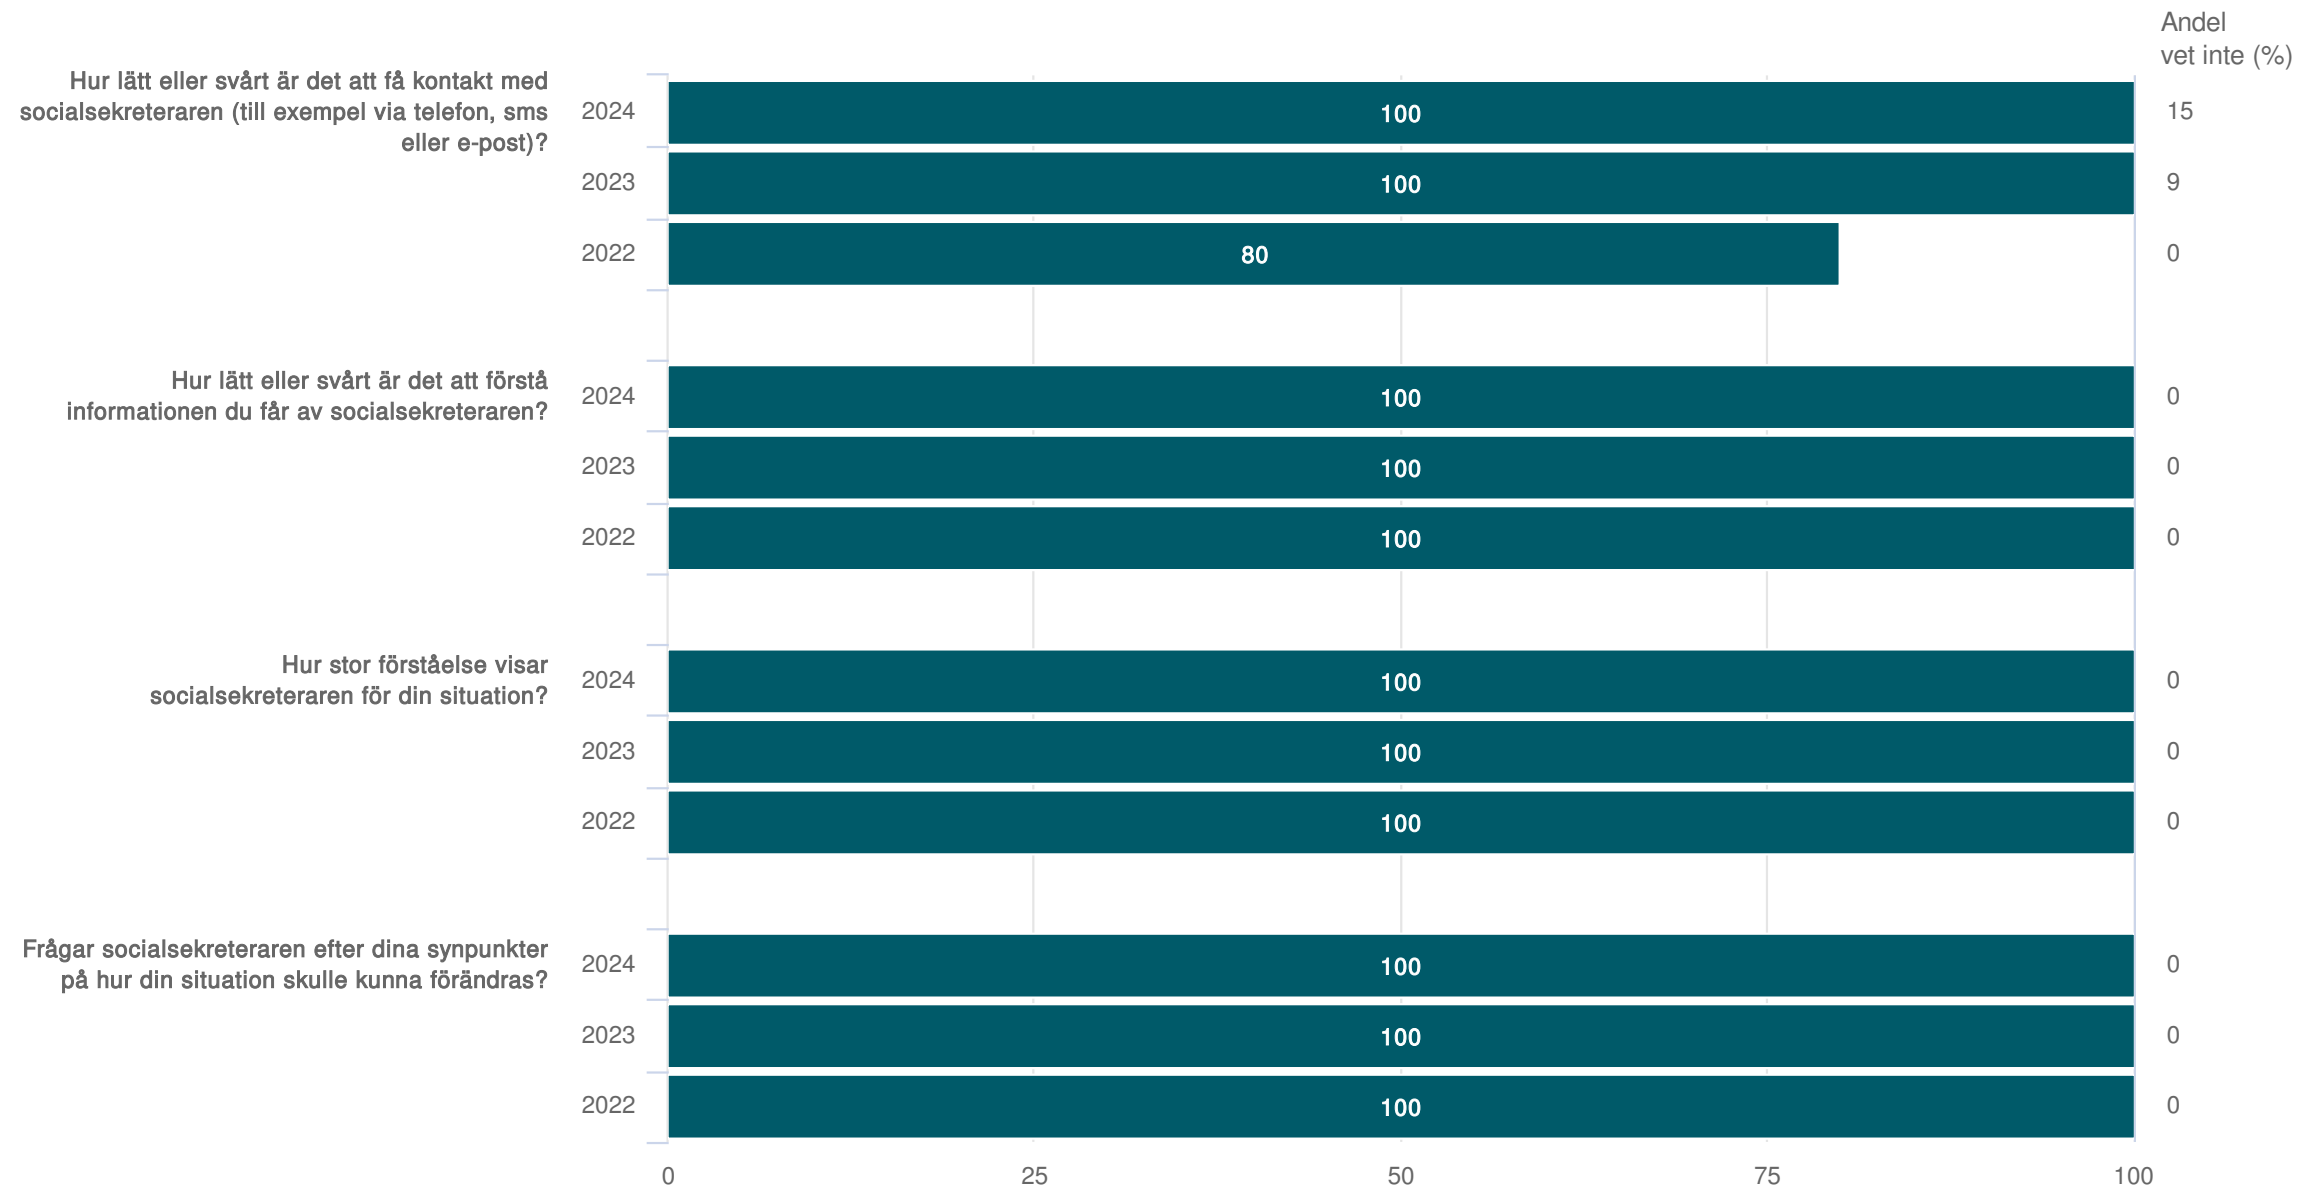 Andel
vet inte (%)
Hur lätt eller svårt är det att få kontakt med
socialsekreteraren (till exempel via telefon, sms
eller e-post)?
2024 100 15
2023 100 9
2022 80 0
Hur lätt eller svårt är det att förstå
informationen du får av socialsekreteraren?
2024 100 0
2023 100 0
2022 100 0
Hur stor förståelse visar
socialsekreteraren för din situation?
2024 100 0
2023 100 0
2022 100 0
Frågar socialsekreteraren efter dina synpunkter
på hur din situation skulle kunna förändras?
2024 100 0
2023 100 0
2022 100 0
0 25 50 75 100